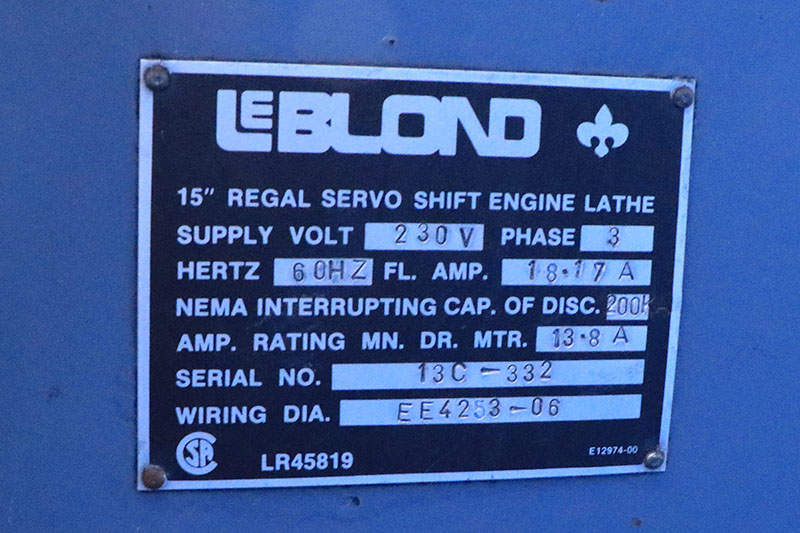 LEBLOND
15" REGAL SERVO SHIFT ENGINE LATHE
SUPPLY VOLT 230V PHASE 3
HERTZ 60HZ FL. AMP. 18.17A
NEMA INTERRUPTING CAP. OF DISC. 200K
AMP. RATING MN. DR. MTR. 13.8A
SERIAL NO. 13C-332
WIRING DIA. EE4253-06
CSA LR45819 E12974-00